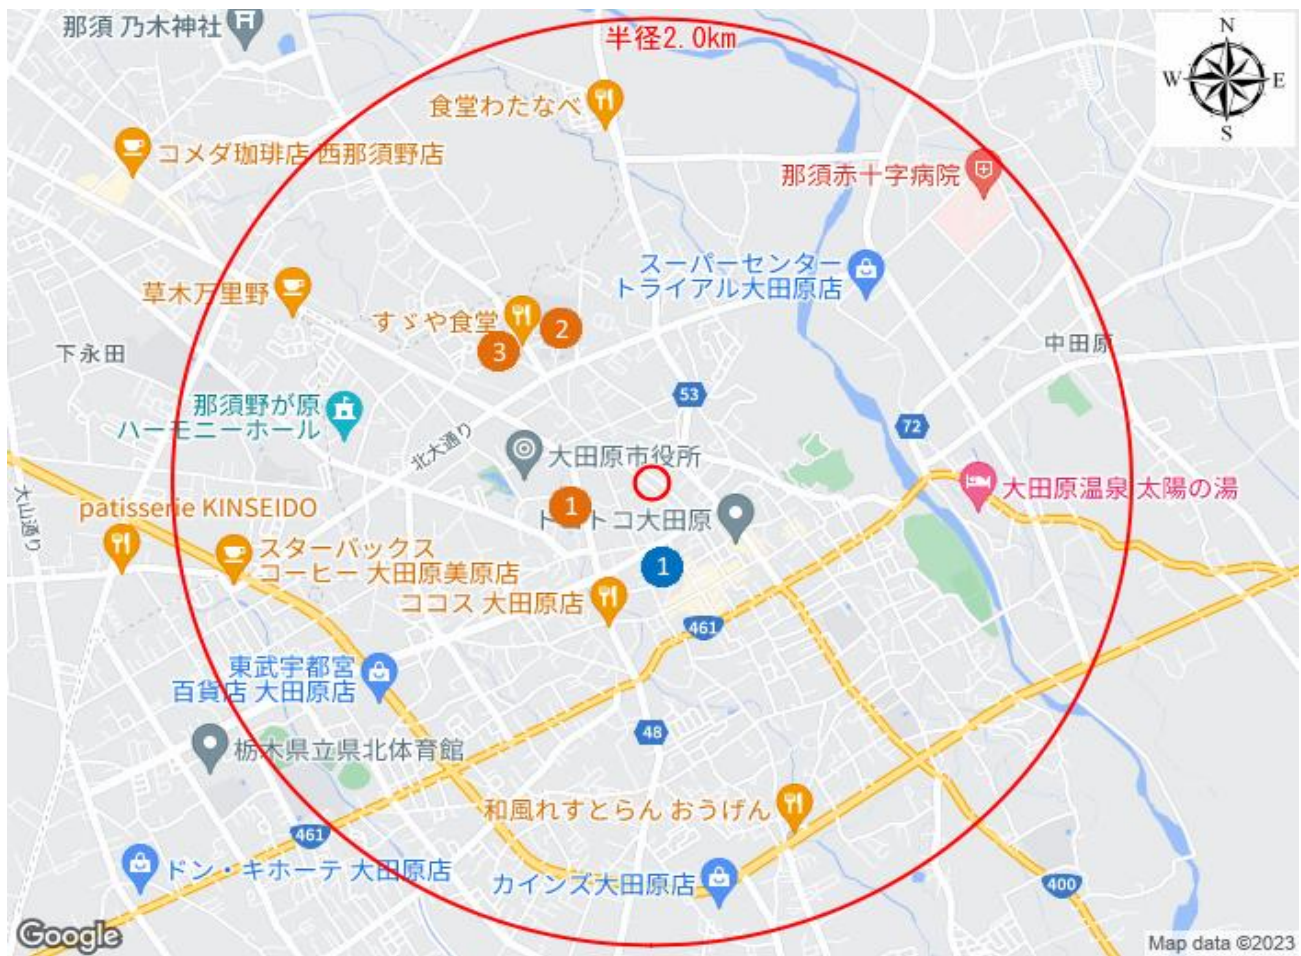 那須 乃木神社
半径2.0km
N
W
E
S
食堂わたなべ
コメダ珈琲店 西那須野店
那須赤十字病院
スーパーセンター
トライアル大田原店
草木万里野
すゞや食堂
2
3
下永田
中田原
53
那須野が原
ハーモニーホール
72
北大通り
大田原市役所
大田原温泉 太陽の湯
大山通り
1
patisserie KINSEIDO
トコトコ大田原
スターバックス
コーヒー 大田原美原店
1
ココス 大田原店
461
東武宇都宮
百貨店 大田原店
48
栃木県立県北体育館
和風れすとらん おうげん
461
ドン・キホーテ 大田原店
カインズ大田原店
400
Google
Map data ©2023